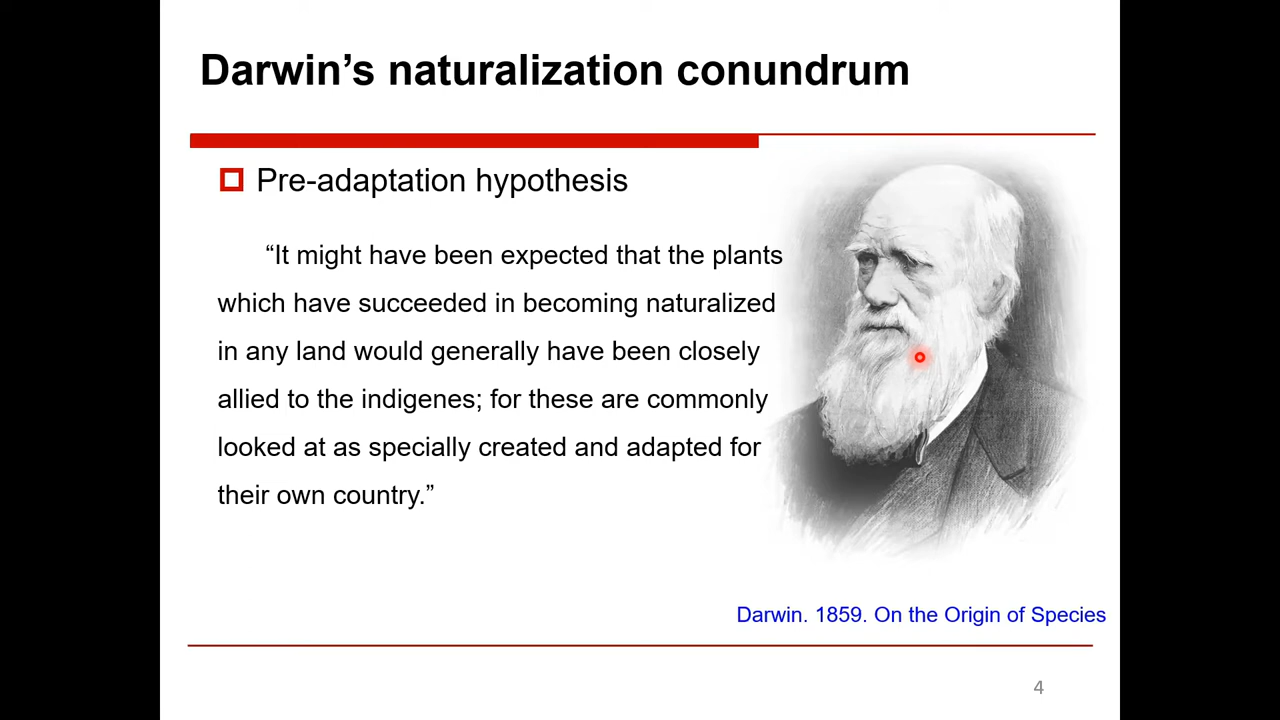 Darwin’s naturalization conundrum
Pre-adaptation hypothesis
“It might have been expected that the plants
which have succeeded in becoming naturalized
in any land would generally have been closely
allied to the indigenes; for these are commonly
looked at as specially created and adapted for
their own country.”
Darwin. 1859. On the Origin of Species
4